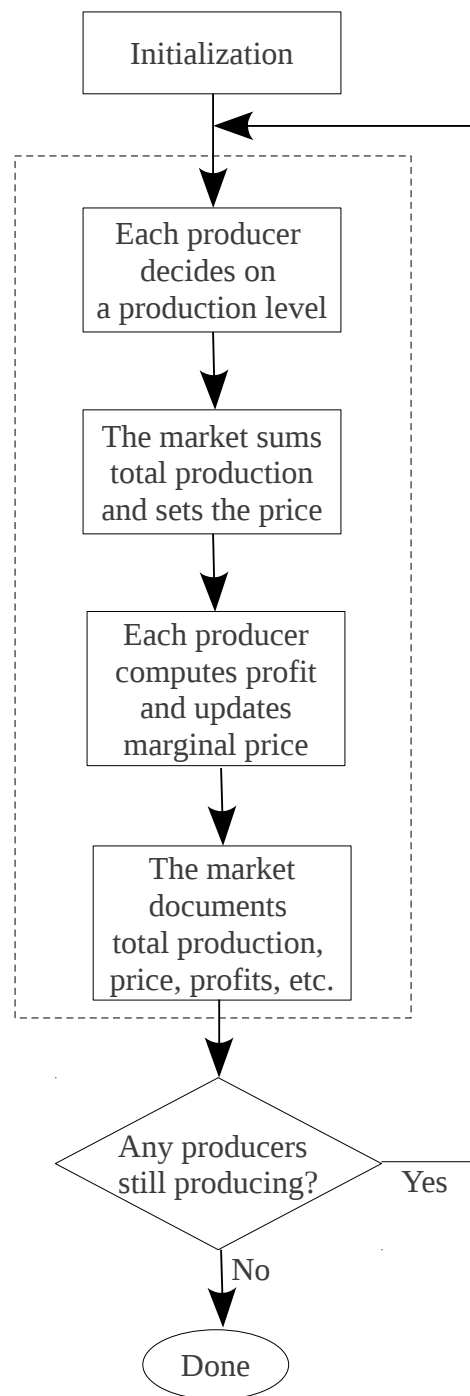 Initialization
Each producer
decides on
a production level
The market sums
total production
and sets the price
Each producer
computes profit
and updates
marginal price
The market
documents
total production,
price, profits, etc.
Any producers
still producing?
Yes
No
Done